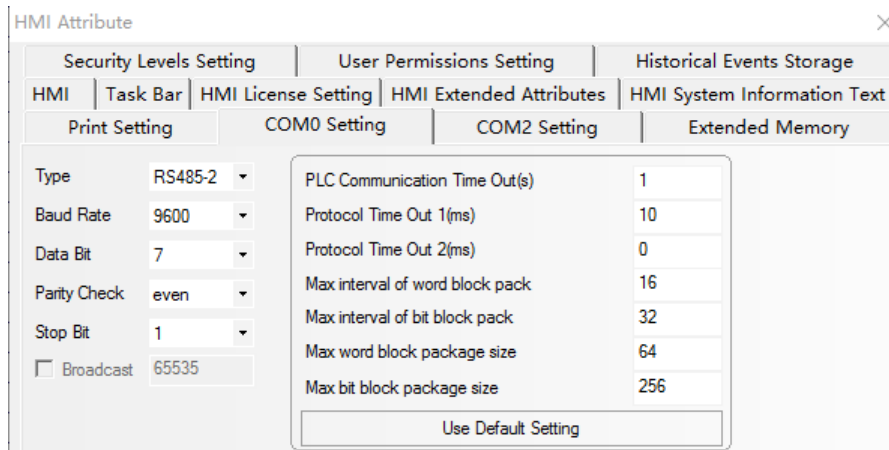 HMI Attribute
Security Levels Setting User Permissions Setting Historical Events Storage
HMI Task Bar HMI License Setting HMI Extended Attributes HMI System Information Text
Print Setting COM0 Setting COM2 Setting Extended Memory
Type RS485-2 PLC Communication Time Out(s) 1
Baud Rate 9600 Protocol Time Out 1(ms) 10
Data Bit 7 Protocol Time Out 2(ms) 0
Parity Check even Max interval of word block pack 16
Stop Bit 1 Max interval of bit block pack 32
Broadcast 65535 Max word block package size 64
Max bit block package size 256
Use Default Setting